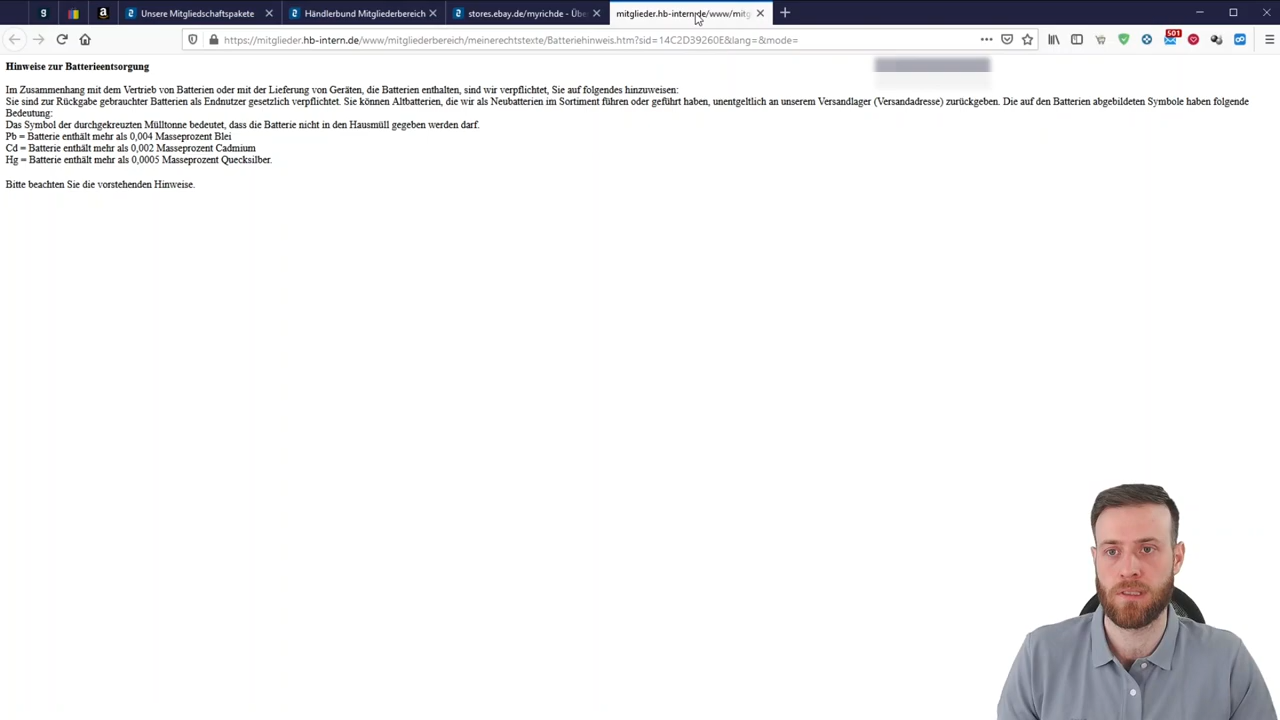 Unsere Mitgliedschaftspakete
Händlerbund Mitgliederbereich
stores.ebay.de/myrichde - Übe
mitglieder.hb-intern.de/www/mitg
https://mitglieder.hb-intern.de/www/mitgliederbereich/meinerechtstexte/Batteriehinweis.htm?sid=14C2D39260E&lang=&mode=
501
Hinweise zur Batterieentsorgung
Im Zusammenhang mit dem Vertrieb von Batterien oder mit der Lieferung von Geräten, die Batterien enthalten, sind wir verpflichtet, Sie auf folgendes hinzuweisen:
Sie sind zur Rückgabe gebrauchter Batterien als Endnutzer gesetzlich verpflichtet. Sie können Altbatterien, die wir als Neubatterien im Sortiment führen oder geführt haben, unentgeltlich an unserem Versandlager (Versandadresse) zurückgeben. Die auf den Batterien abgebildeten Symbole haben folgende
Bedeutung:
Das Symbol der durchgekreuzten Mülltonne bedeutet, dass die Batterie nicht in den Hausmüll gegeben werden darf.
Pb = Batterie enthält mehr als 0,004 Masseprozent Blei
Cd = Batterie enthält mehr als 0,002 Masseprozent Cadmium
Hg = Batterie enthält mehr als 0,0005 Masseprozent Quecksilber.
Bitte beachten Sie die vorstehenden Hinweise.